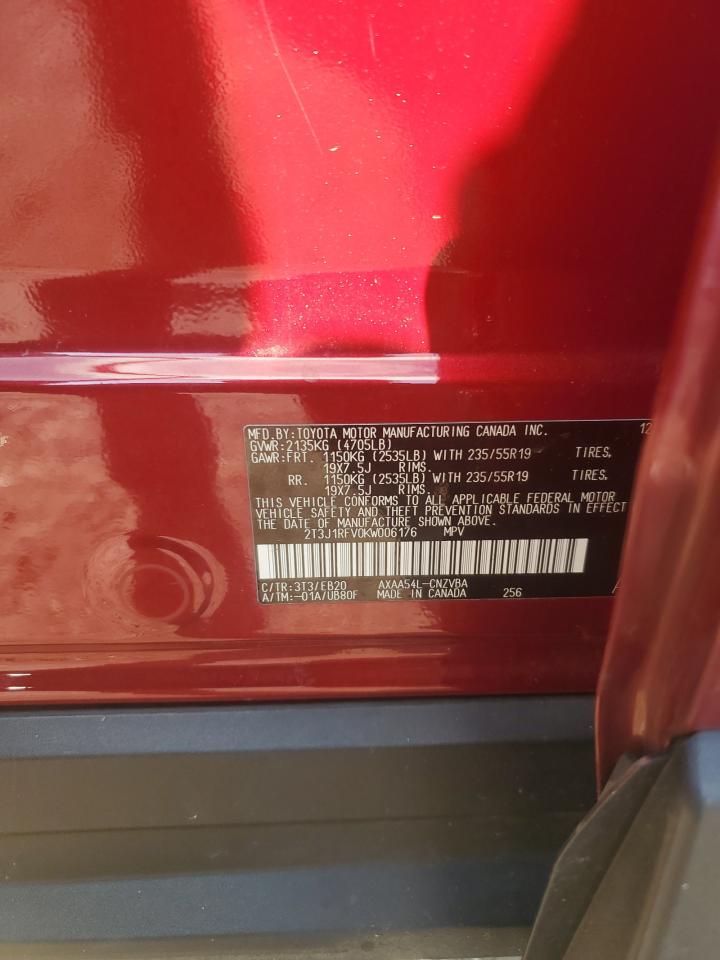 MFD.BY:TOYOTA MOTOR MANUFACTURING CANADA INC. 12
GVWR:2135KG (4705LB)
GAWR:FRT. 1150KG (2535LB) WITH 235/55R19 TIRES,
19X7.5J RIMS.
RR. 1150KG (2535LB) WITH 235/55R19 TIRES,
19X7.5J RIMS.
THIS VEHICLE CONFORMS TO ALL APPLICABLE FEDERAL MOTOR
VEHICLE SAFETY AND THEFT PREVENTION STANDARDS IN EFFECT
THE DATE OF MANUFACTURE SHOWN ABOVE.
2T3J1RFV0KW006176 MPV
C/TR:3T3/EB20 AXAA54L-CNZVBA
A/TM:-01A/UB80F MADE IN CANADA 256